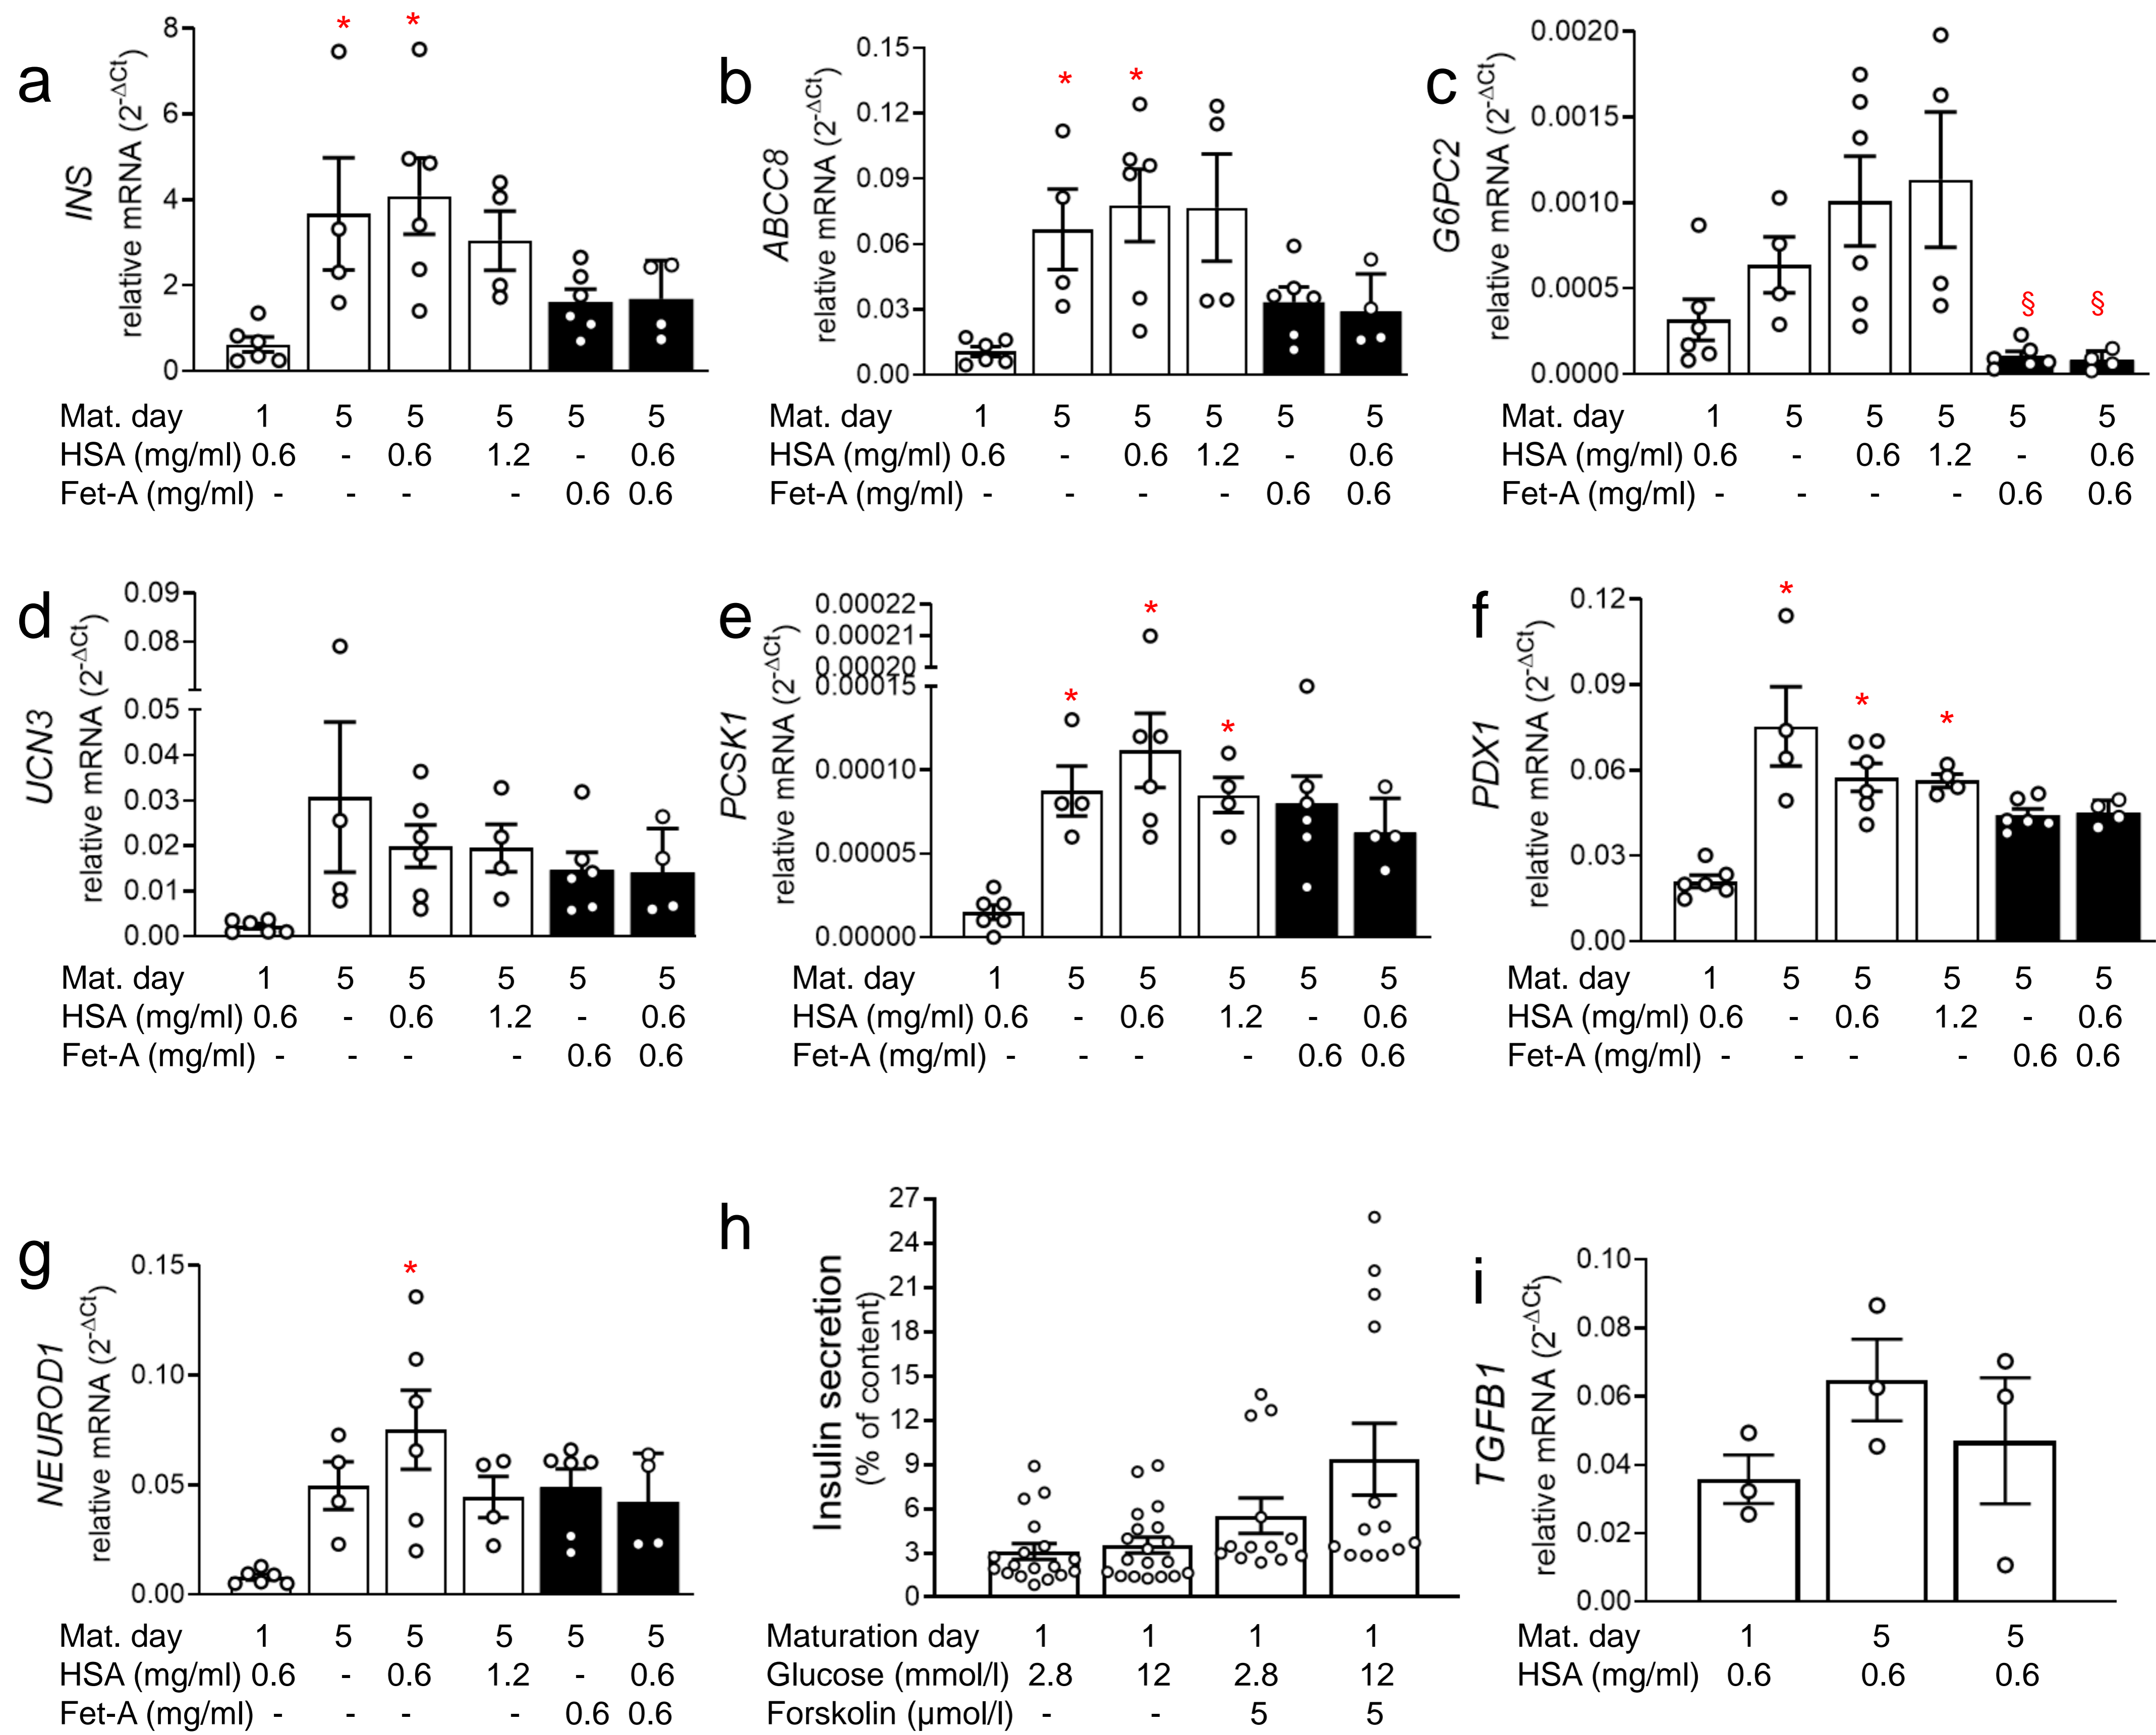 a
INS
relative mRNA (2-ΔCt)
8
6
4
2
0
* *
Mat. day 1 5 5 5 5 5
HSA (mg/ml) 0.6 - 0.6 1.2 - 0.6
Fet-A (mg/ml) - - - - 0.6 0.6
b
ABCC8
relative mRNA (2-ΔCt)
0.15
0.12
0.09
0.06
0.03
0.00
* *
Mat. day 1 5 5 5 5 5
HSA (mg/ml) 0.6 - 0.6 1.2 - 0.6
Fet-A (mg/ml) - - - - 0.6 0.6
c
G6PC2
relative mRNA (2-ΔCt)
0.0020
0.0015
0.0010
0.0005
0.0000
§ §
Mat. day 1 5 5 5 5 5
HSA (mg/ml) 0.6 - 0.6 1.2 - 0.6
Fet-A (mg/ml) - - - - 0.6 0.6
d
UCN3
relative mRNA (2-ΔCt)
0.09
0.08
0.05
0.04
0.03
0.02
0.01
0.00
Mat. day 1 5 5 5 5 5
HSA (mg/ml) 0.6 - 0.6 1.2 - 0.6
Fet-A (mg/ml) - - - - 0.6 0.6
e
PCSK1
relative mRNA (2-ΔCt)
0.00022
0.00021
0.00020
0.00015
0.00010
0.00005
0.00000
* * *
Mat. day 1 5 5 5 5 5
HSA (mg/ml) 0.6 - 0.6 1.2 - 0.6
Fet-A (mg/ml) - - - - 0.6 0.6
f
PDX1
relative mRNA (2-ΔCt)
0.12
0.09
0.06
0.03
0.00
* * *
Mat. day 1 5 5 5 5 5
HSA (mg/ml) 0.6 - 0.6 1.2 - 0.6
Fet-A (mg/ml) - - - - 0.6 0.6
g
NEUROD1
relative mRNA (2-ΔCt)
0.15
0.10
0.05
0.00
*
Mat. day 1 5 5 5 5 5
HSA (mg/ml) 0.6 - 0.6 1.2 - 0.6
Fet-A (mg/ml) - - - - 0.6 0.6
h
Insulin secretion
(% of content)
27
24
21
18
15
12
9
6
3
0
Maturation day 1 1 1 1
Glucose (mmol/l) 2.8 12 2.8 12
Forskolin (µmol/l) - - 5 5
i
TGFB1
relative mRNA (2-ΔCt)
0.10
0.08
0.06
0.04
0.02
0.00
Mat. day 1 5 5
HSA (mg/ml) 0.6 0.6 0.6